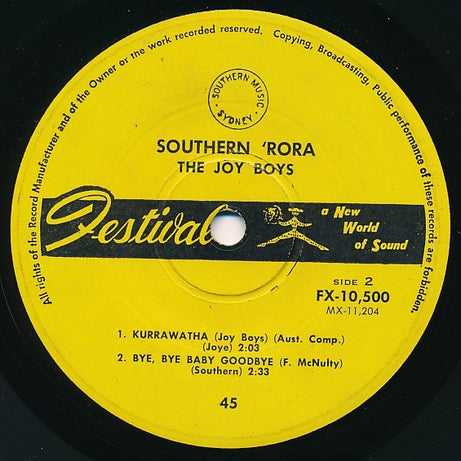 All rights of the Record Manufacturer and of the Owner or the work recorded reserved. Copying, Broadcasting, Public performance of these records are forbidden.
SOUTHERN MUSIC
· SYDNEY ·
SOUTHERN 'RORA
THE JOY BOYS
Festival
a New
World
of Sound
SIDE 2
FX-10,500
MX-11,204
1. KURRAWATHA (Joy Boys) (Aust. Comp.)
(Joye) 2:03
2. BYE, BYE BABY GOODBYE (F. McNulty)
(Southern) 2:33
45